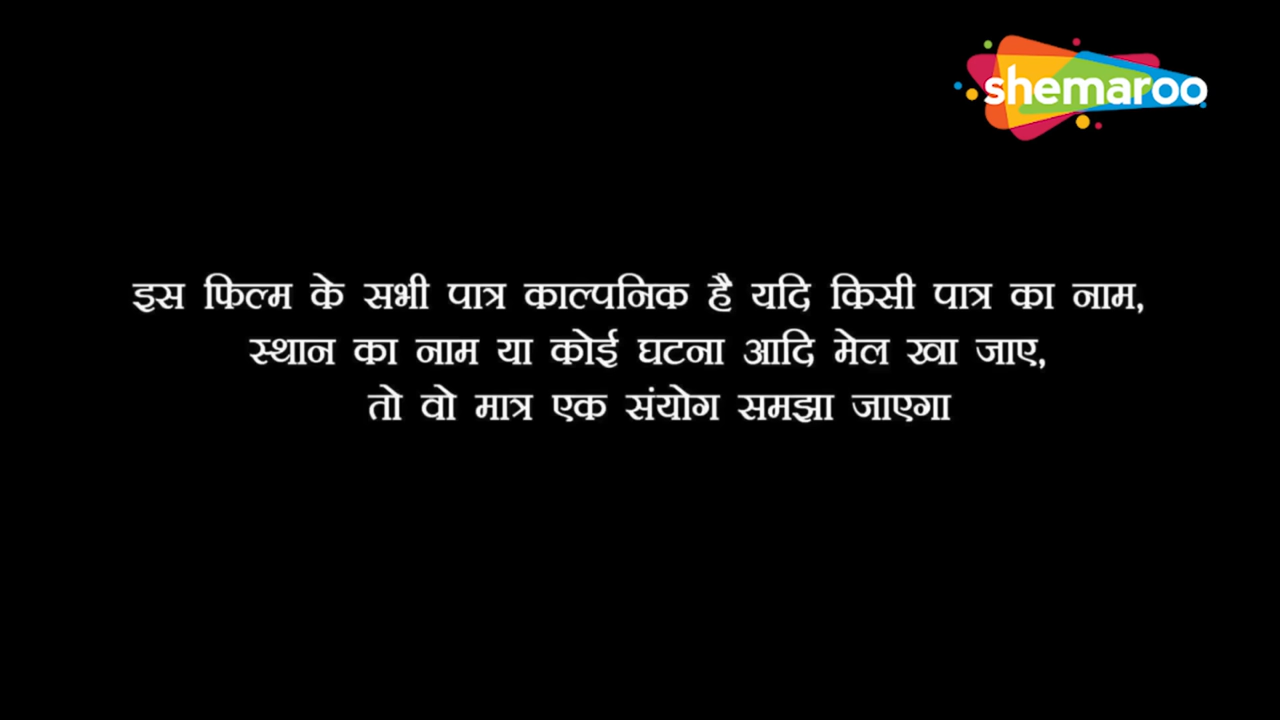 shemaroo
इस फिल्म के सभी पात्र काल्पनिक है यदि किसी पात्र का नाम,
स्थान का नाम या कोई घटना आदि मेल खा जाए,
तो वो मात्र एक संयोग समझा जाएगा